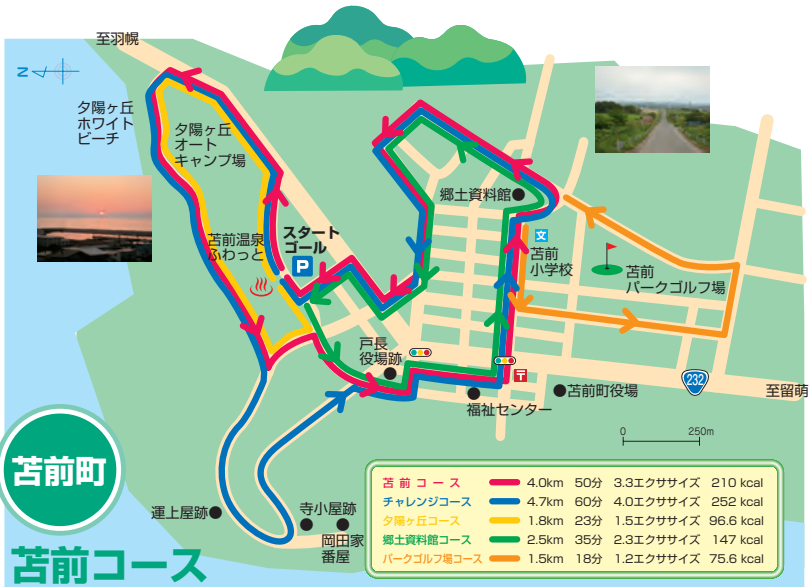 至羽幌
N
夕陽ヶ丘
ホワイト
ビーチ
夕陽ヶ丘
オート
キャンプ場
郷土資料館
スタート
ゴール
P
苫前温泉
ふわっと
文
苫前
小学校
苫前
パークゴルフ場
戸長
役場跡
〒
福祉センター
苫前町役場
232
至留萌
0 250m
苫前町
運上屋跡
寺小屋跡
岡田家
番屋
苫前コース
苫前コース 4.0km 50分 3.3エクササイズ 210 kcal
チャレンジコース 4.7km 60分 4.0エクササイズ 252 kcal
夕陽ヶ丘コース 1.8km 23分 1.5エクササイズ 96.6 kcal
郷土資料館コース 2.5km 35分 2.3エクササイズ 147 kcal
パークゴルフ場コース 1.5km 18分 1.2エクササイズ 75.6 kcal